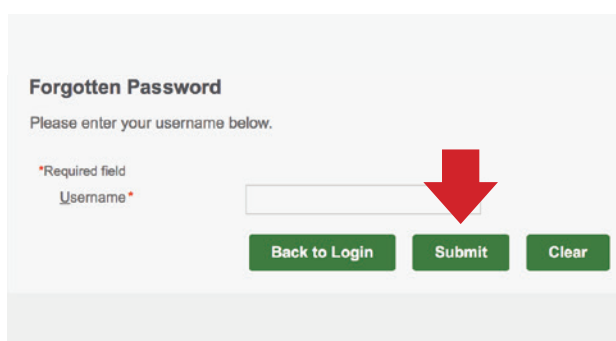 Forgotten Password
Please enter your username below.
*Required field
Username*
Back to Login Submit Clear